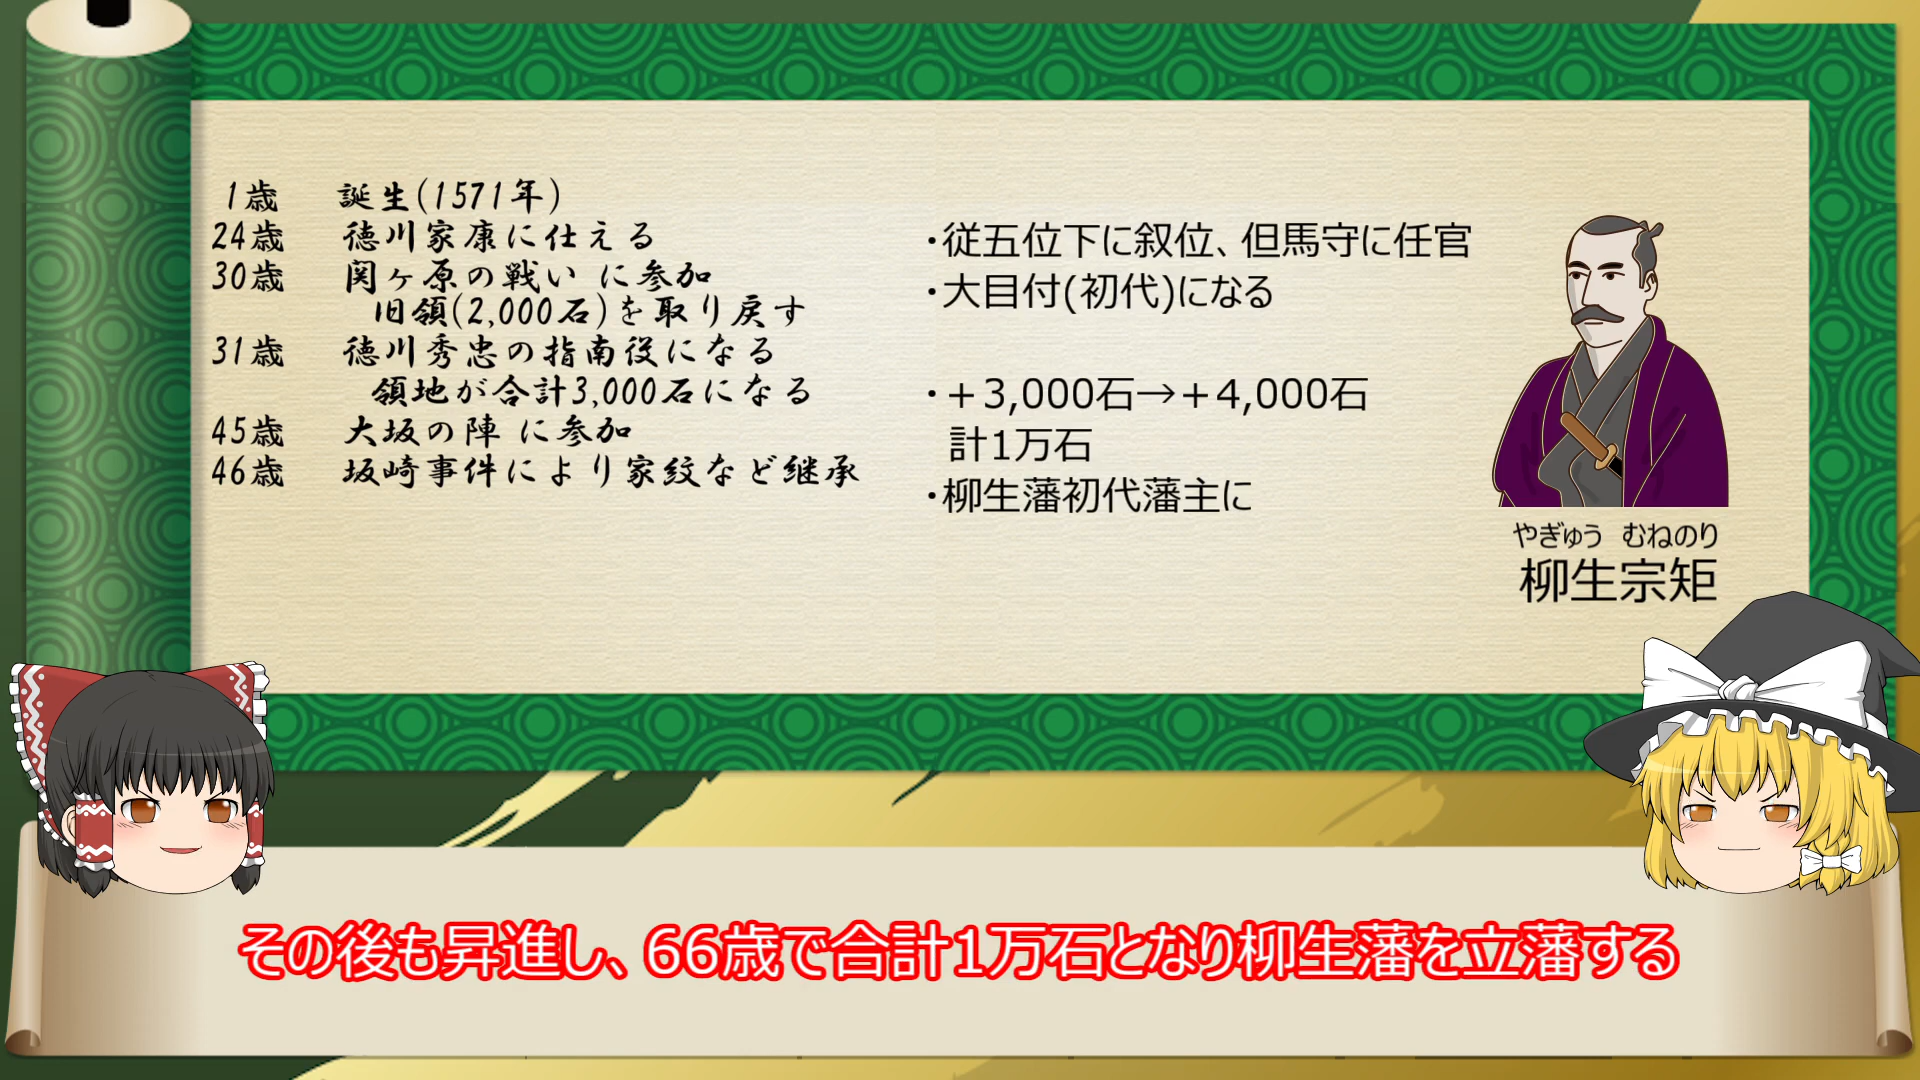 1歳 誕生(1571年)
24歳 徳川家康に仕える
30歳 関ヶ原の戦い に参加
旧領(2,000石)を取り戻す
31歳 徳川秀忠の指南役になる
領地が合計3,000石になる
45歳 大坂の陣 に参加
46歳 坂崎事件により家紋など継承
・従五位下に叙位、但馬守に任官
・大目付(初代)になる
・＋3,000石→＋4,000石
計1万石
・柳生藩初代藩主に
やぎゅう むねのり
柳生宗矩
その後も昇進し、66歳で合計1万石となり柳生藩を立藩する